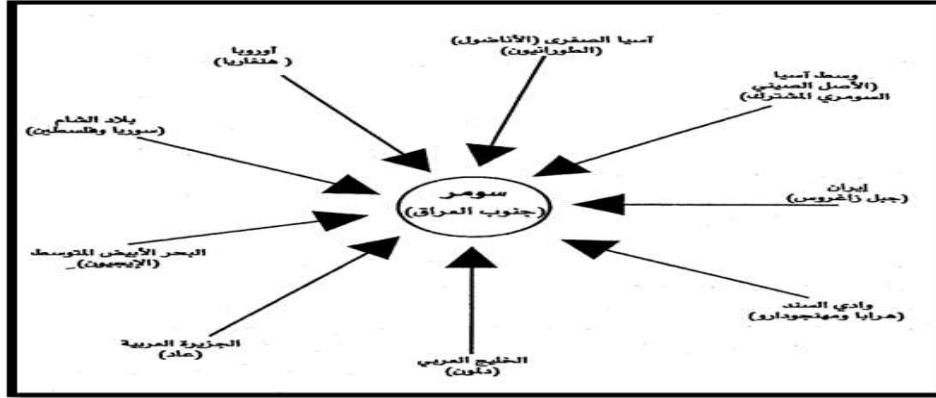 آسيا الصغرى (الأناضول)
(الطورانيون)
أوروبا
(هنغاريا)
وسط آسيا
(الأصل الصيني
السومري المشترك)
بلاد الشام
(سوريا وفلسطين)
سومر
(جنوب العراق)
إيران
(جبل زاغروس)
البحر الأبيض المتوسط
(الإيجيون)
وادي السند
(هرابا ومهنجودارو)
الجزيرة العربية
(عاد)
الخليج العربي
(دلمون)